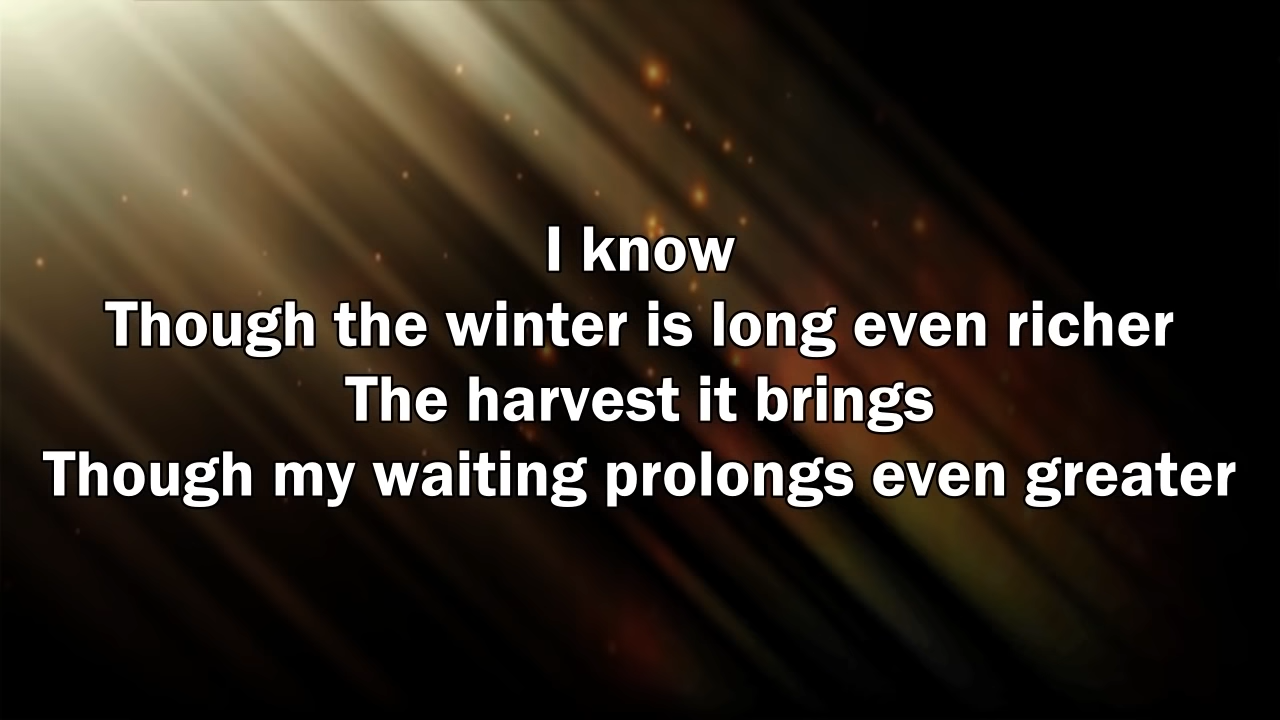 I know
Though the winter is long even richer
The harvest it brings
Though my waiting prolongs even greater